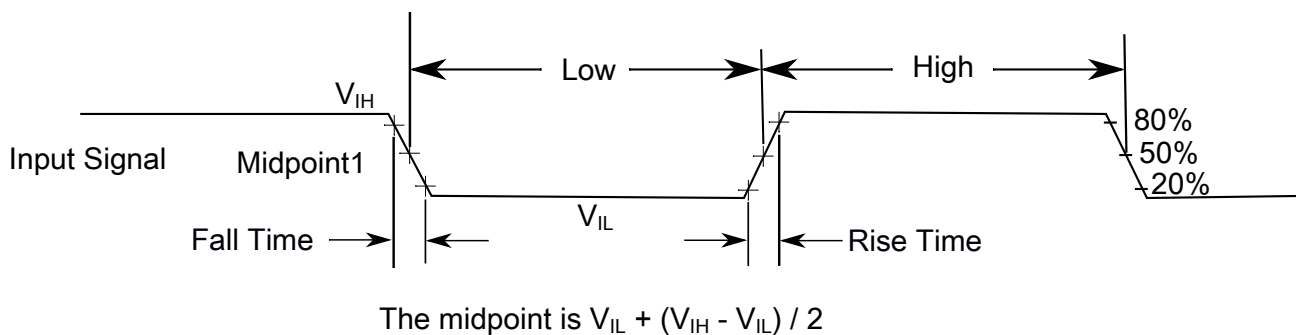 Low
High
V_IH
80%
Input Signal
Midpoint1
50%
20%
V_IL
Fall Time
Rise Time
The midpoint is V_IL + (V_IH - V_IL) / 2